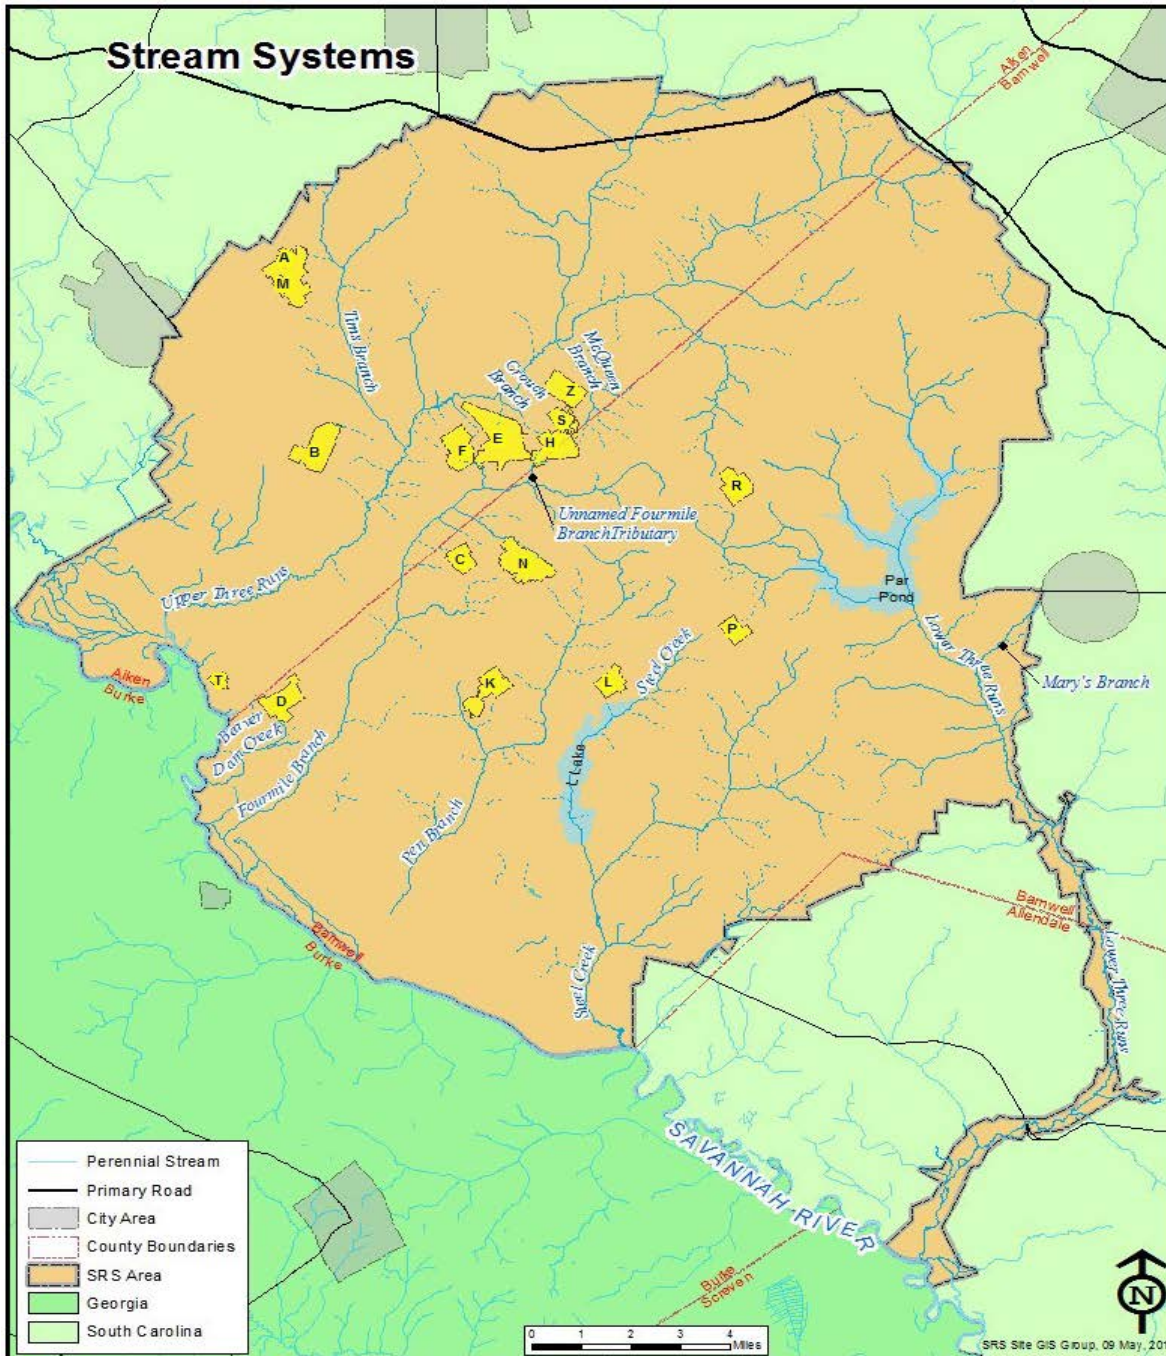 Stream Systems
Aiken
Barnwell
A
M
Tims Branch
McQueen
Branch
Crouch
Branch
Z
S
H
E
F
B
R
Unnamed Fourmile
BranchTributary
C
N
Upper Three Runs
Par
Pond
P
Lower Three Runs
Mary's Branch
Steel Creek
L
K
T
D
Aiken
Burke
Beaver
Dam Creek
Fourmile Branch
L Lake
Pen Branch
Barnwell
Allendale
Barnwell
Burke
Steel Creek
Lower Three Runs
SAVANNAH RIVER
Burke
Screven
Perennial Stream
Primary Road
City Area
County Boundaries
SRS Area
Georgia
South Carolina
0 1 2 3 4
Miles
N
SRS Site GIS Group, 09 May, 201